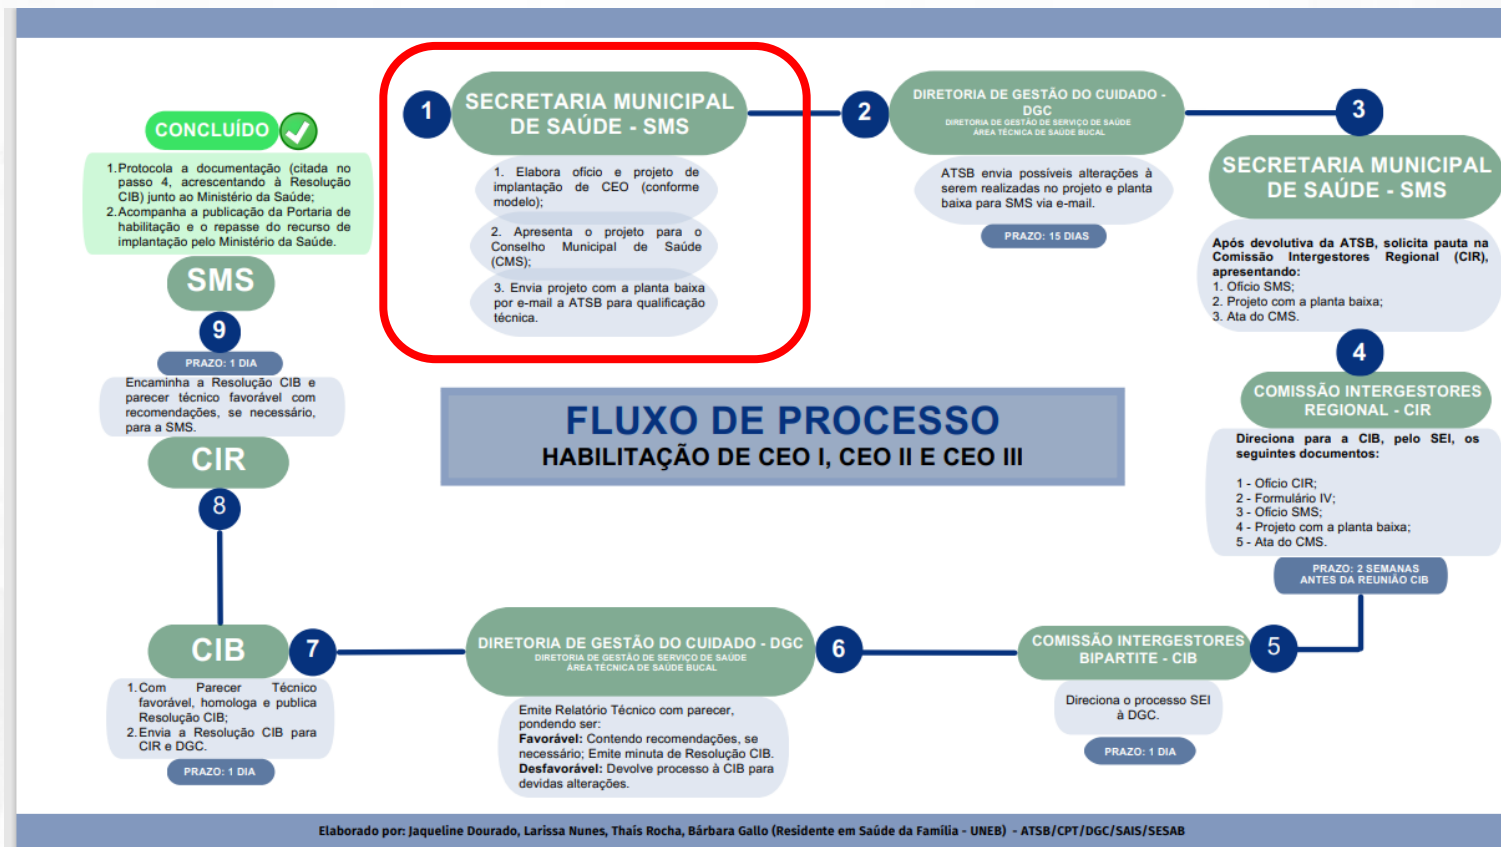 1
SECRETARIA MUNICIPAL
DE SAÚDE - SMS
1. Elabora ofício e projeto de
implantação de CEO (conforme
modelo);
2. Apresenta o projeto para o
Conselho Municipal de Saúde
(CMS);
3. Envia projeto com a planta baixa
por e-mail a ATSB para qualificação
técnica.
2
DIRETORIA DE GESTÃO DO CUIDADO -
DGC
DIRETORIA DE GESTÃO DE SERVIÇO DE SAÚDE
ÁREA TÉCNICA DE SAÚDE BUCAL
ATSB envia possíveis alterações à
serem realizadas no projeto e planta
baixa para SMS via e-mail.
PRAZO: 15 DIAS
3
SECRETARIA MUNICIPAL
DE SAÚDE - SMS
Após devolutiva da ATSB, solicita pauta na
Comissão Intergestores Regional (CIR),
apresentando:
1. Ofício SMS;
2. Projeto com a planta baixa;
3. Ata do CMS.
4
COMISSÃO INTERGESTORES
REGIONAL - CIR
Direciona para a CIB, pelo SEI, os
seguintes documentos:
1 - Ofício CIR;
2 - Formulário IV;
3 - Ofício SMS;
4 - Projeto com a planta baixa;
5 - Ata do CMS.
PRAZO: 2 SEMANAS
ANTES DA REUNIÃO CIB
FLUXO DE PROCESSO
HABILITAÇÃO DE CEO I, CEO II E CEO III
5
COMISSÃO INTERGESTORES
BIPARTITE - CIB
Direciona o processo SEI
à DGC.
PRAZO: 1 DIA
6
DIRETORIA DE GESTÃO DO CUIDADO - DGC
DIRETORIA DE GESTÃO DE SERVIÇO DE SAÚDE
ÁREA TÉCNICA DE SAÚDE BUCAL
Emite Relatório Técnico com parecer,
pondendo ser:
Favorável: Contendo recomendações, se
necessário; Emite minuta de Resolução CIB.
Desfavorável: Devolve processo à CIB para
devidas alterações.
7
CIB
1. Com Parecer Técnico
favorável, homologa e publica
Resolução CIB;
2. Envia a Resolução CIB para
CIR e DGC.
PRAZO: 1 DIA
8
CIR
Encaminha a Resolução CIB e
parecer técnico favorável com
recomendações, se necessário,
para a SMS.
PRAZO: 1 DIA
9
SMS
CONCLUÍDO
1. Protocola a documentação (citada no
passo 4, acrescentando à Resolução
CIB) junto ao Ministério da Saúde;
2. Acompanha a publicação da Portaria de
habilitação e o repasse do recurso de
implantação pelo Ministério da Saúde.
Elaborado por: Jaqueline Dourado, Larissa Nunes, Thaís Rocha, Bárbara Gallo (Residente em Saúde da Família - UNEB) - ATSB/CPT/DGC/SAIS/SESAB